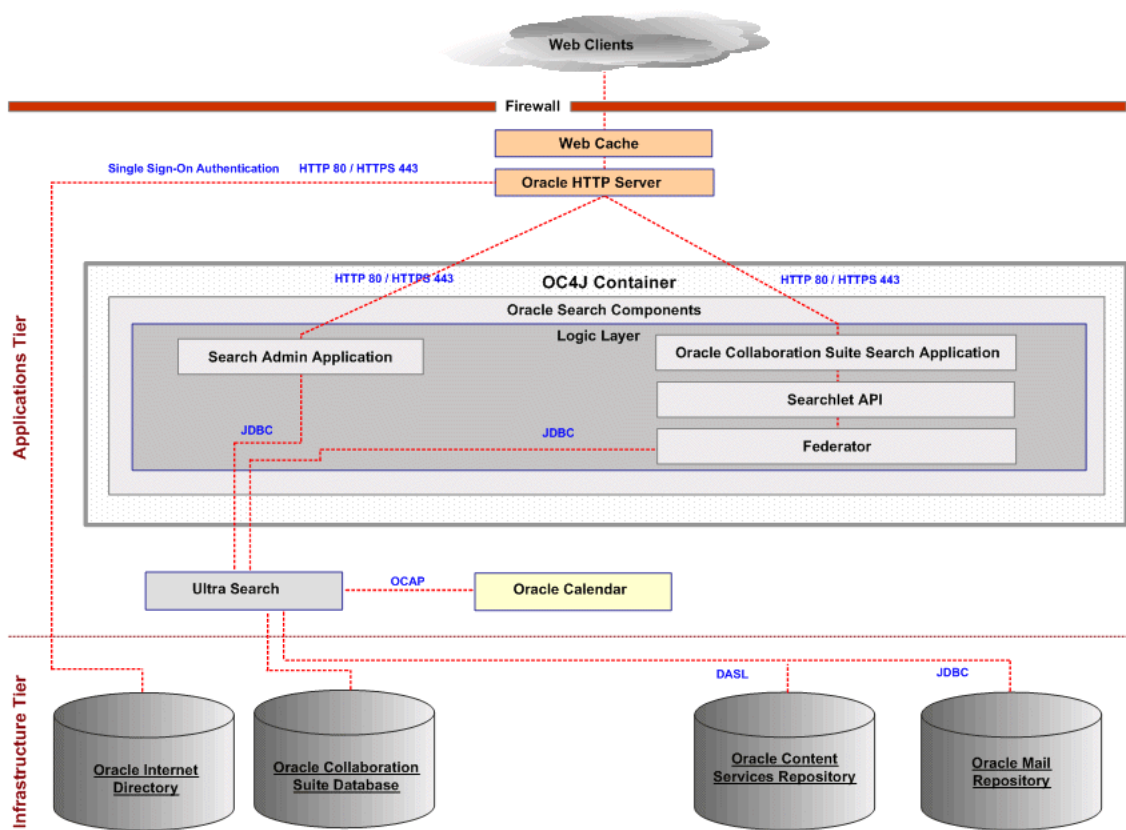 Web Clients
Firewall
Web Cache
Single Sign-On Authentication
HTTP 80 / HTTPS 443
Oracle HTTP Server
HTTP 80 / HTTPS 443
HTTP 80 / HTTPS 443
OC4J Container
Oracle Search Components
Logic Layer
Search Admin Application
Oracle Collaboration Suite Search Application
Searchlet API
JDBC
JDBC
Federator
Applications Tier
Ultra Search
OCAP
Oracle Calendar
Infrastructure Tier
DASL
JDBC
Oracle Internet
Directory
Oracle Collaboration
Suite Database
Oracle Content
Services Repository
Oracle Mail
Repository